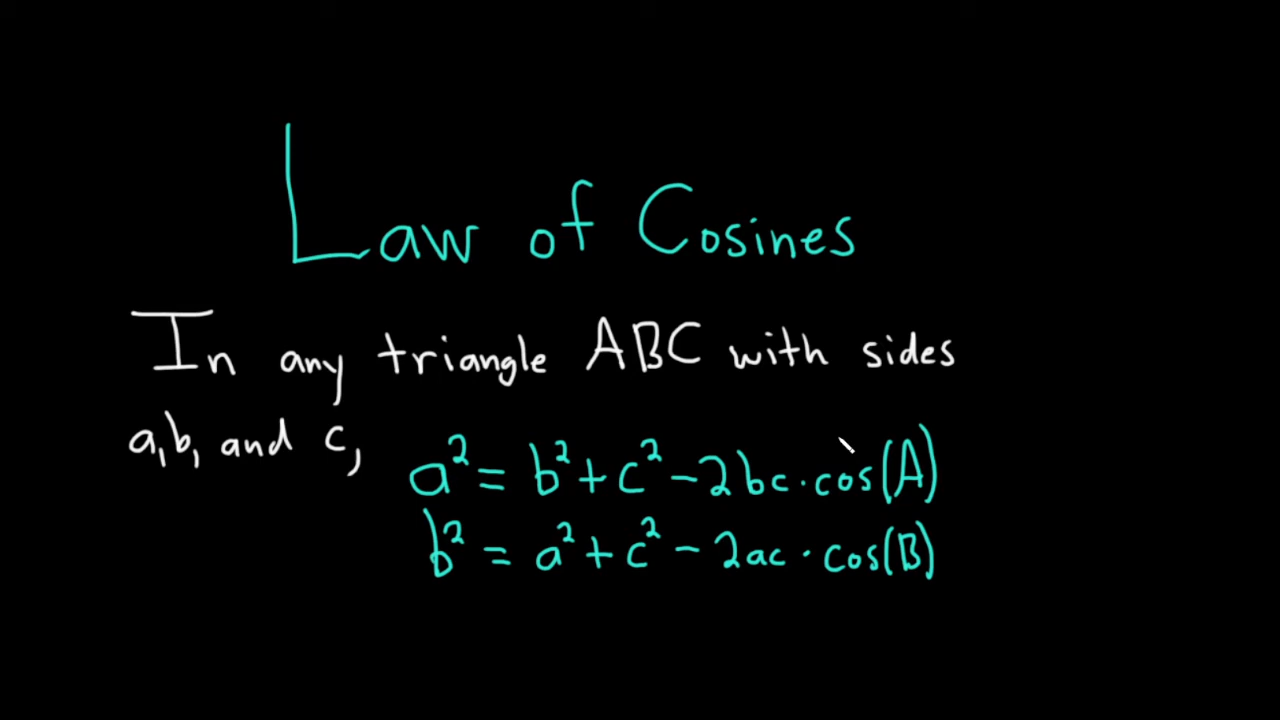 Law of Cosines
In any triangle ABC with sides
a, b, and c,
a² = b² + c² - 2bc · cos(A)
b² = a² + c² - 2ac · cos(B)